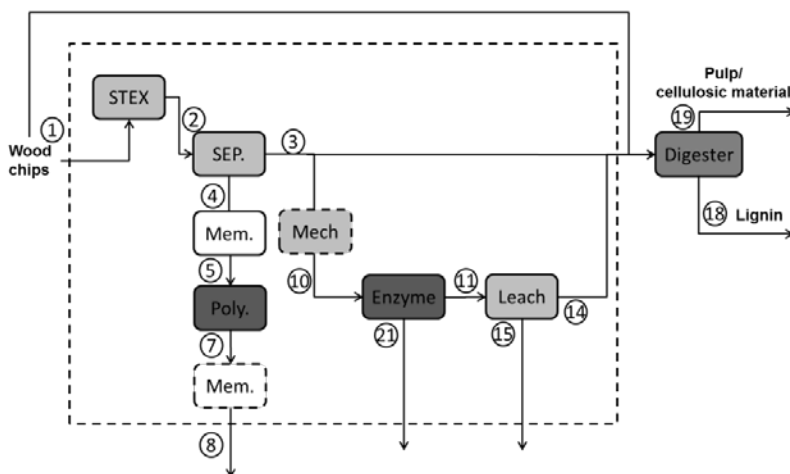 Pulp/
cellulosic material
19
STEX
1
2
Wood
chips
SEP.
3
Digester
4
18
Lignin
Mem.
Mech
5
10
Enzyme
11
Leach
Poly.
14
7
21
15
Mem.
8